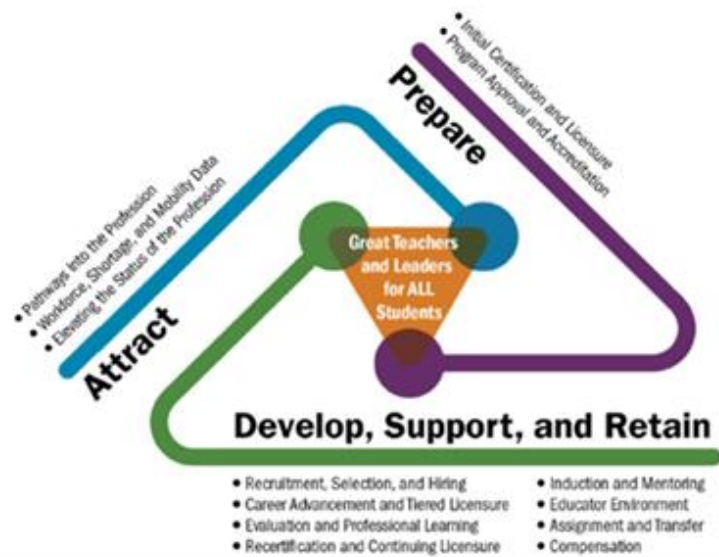 Prepare
• Initial Certification and Licensure
• Program Approval and Accreditation
Attract
• Pathways Into the Profession
• Workforce, Shortage, and Mobility Data
• Elevating the Status of the Profession
Great Teachers
and Leaders
for ALL
Students
Develop, Support, and Retain
• Recruitment, Selection, and Hiring
• Career Advancement and Tiered Licensure
• Evaluation and Professional Learning
• Recertification and Continuing Licensure
• Induction and Mentoring
• Educator Environment
• Assignment and Transfer
• Compensation